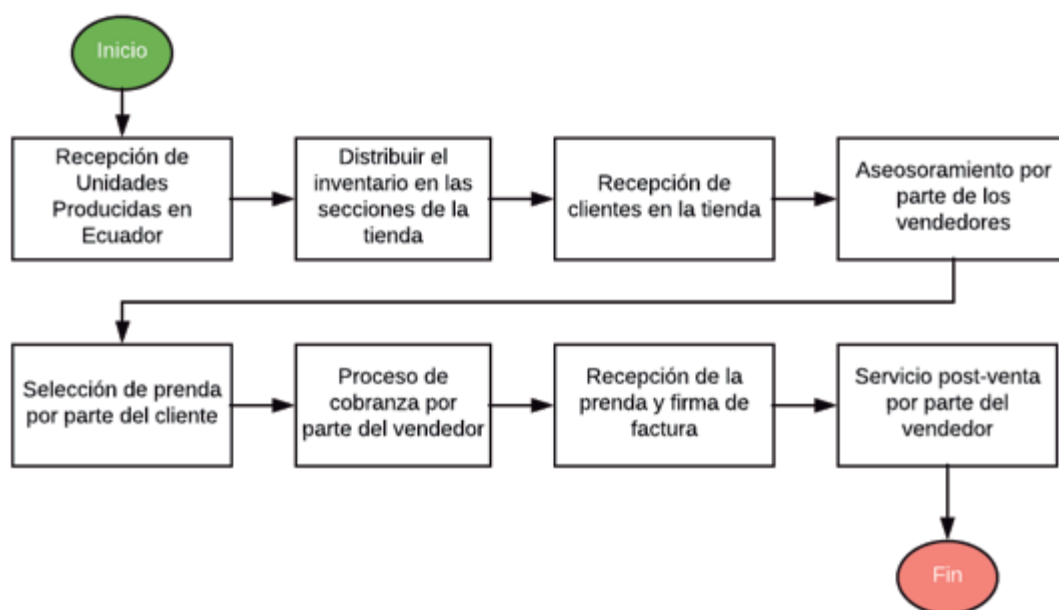 Inicio
Recepción de
Unidades
Producidas en
Ecuador
Distribuir el
inventario en las
secciones de la
tienda
Recepción de
clientes en la tienda
Aseosoramiento por
parte de los
vendedores
Selección de prenda
por parte del cliente
Proceso de
cobranza por
parte del vendedor
Recepción de la
prenda y firma de
factura
Servicio post-venta
por parte del
vendedor
Fin